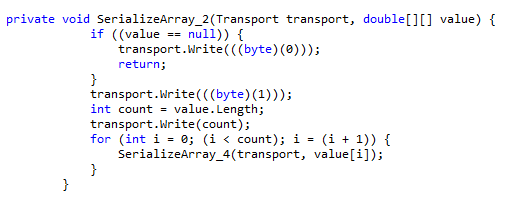 private void SerializeArray_2(Transport transport, double[][] value) {
if ((value == null)) {
transport.Write(((byte)(0)));
return;
}
transport.Write(((byte)(1)));
int count = value.Length;
transport.Write(count);
for (int i = 0; (i < count); i = (i + 1)) {
SerializeArray_4(transport, value[i]);
}
}